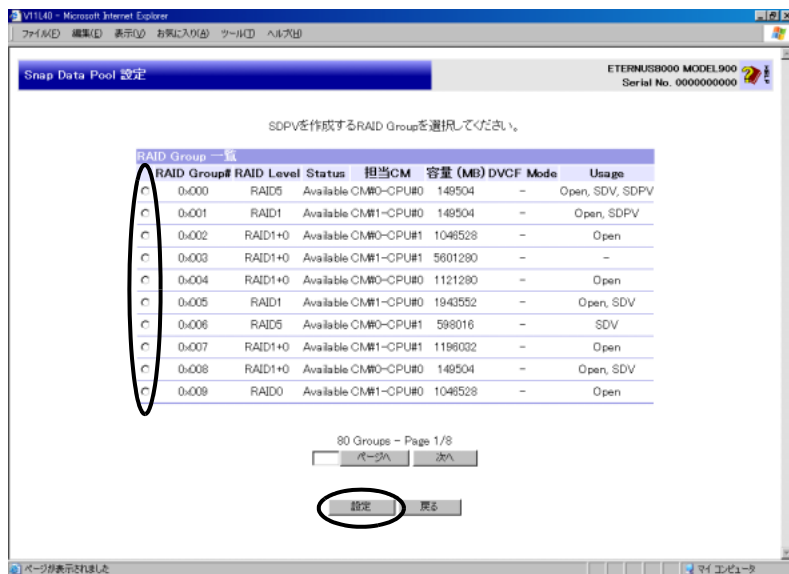 V11L40 - Microsoft Internet Explorer
ファイル(F) 編集(E) 表示(V) お気に入り(A) ツール(T) ヘルプ(H)
Snap Data Pool 設定
ETERNUS8000 MODEL900
Serial No. 0000000000
HELP
SDPVを作成するRAID Groupを選択してください。
RAID Group 一覧
RAID Group# RAID Level Status 担当CM 容量 (MB) DVCF Mode Usage
0x000 RAID5 Available CM#0-CPU#0 149504 - Open, SDV, SDPV
0x001 RAID1 Available CM#1-CPU#0 149504 - Open, SDPV
0x002 RAID1+0 Available CM#0-CPU#1 1046528 - Open
0x003 RAID1+0 Available CM#1-CPU#1 5601280 - -
0x004 RAID1+0 Available CM#0-CPU#0 1121280 - Open
0x005 RAID1 Available CM#1-CPU#0 1943552 - Open, SDV
0x006 RAID5 Available CM#0-CPU#1 598016 - SDV
0x007 RAID1+0 Available CM#1-CPU#1 1196032 - Open
0x008 RAID1+0 Available CM#0-CPU#0 149504 - Open, SDV
0x009 RAID0 Available CM#1-CPU#0 1046528 - Open
80 Groups - Page 1/8
ページへ 次へ
設定 戻る
ページが表示されました
マイ コンピュータ